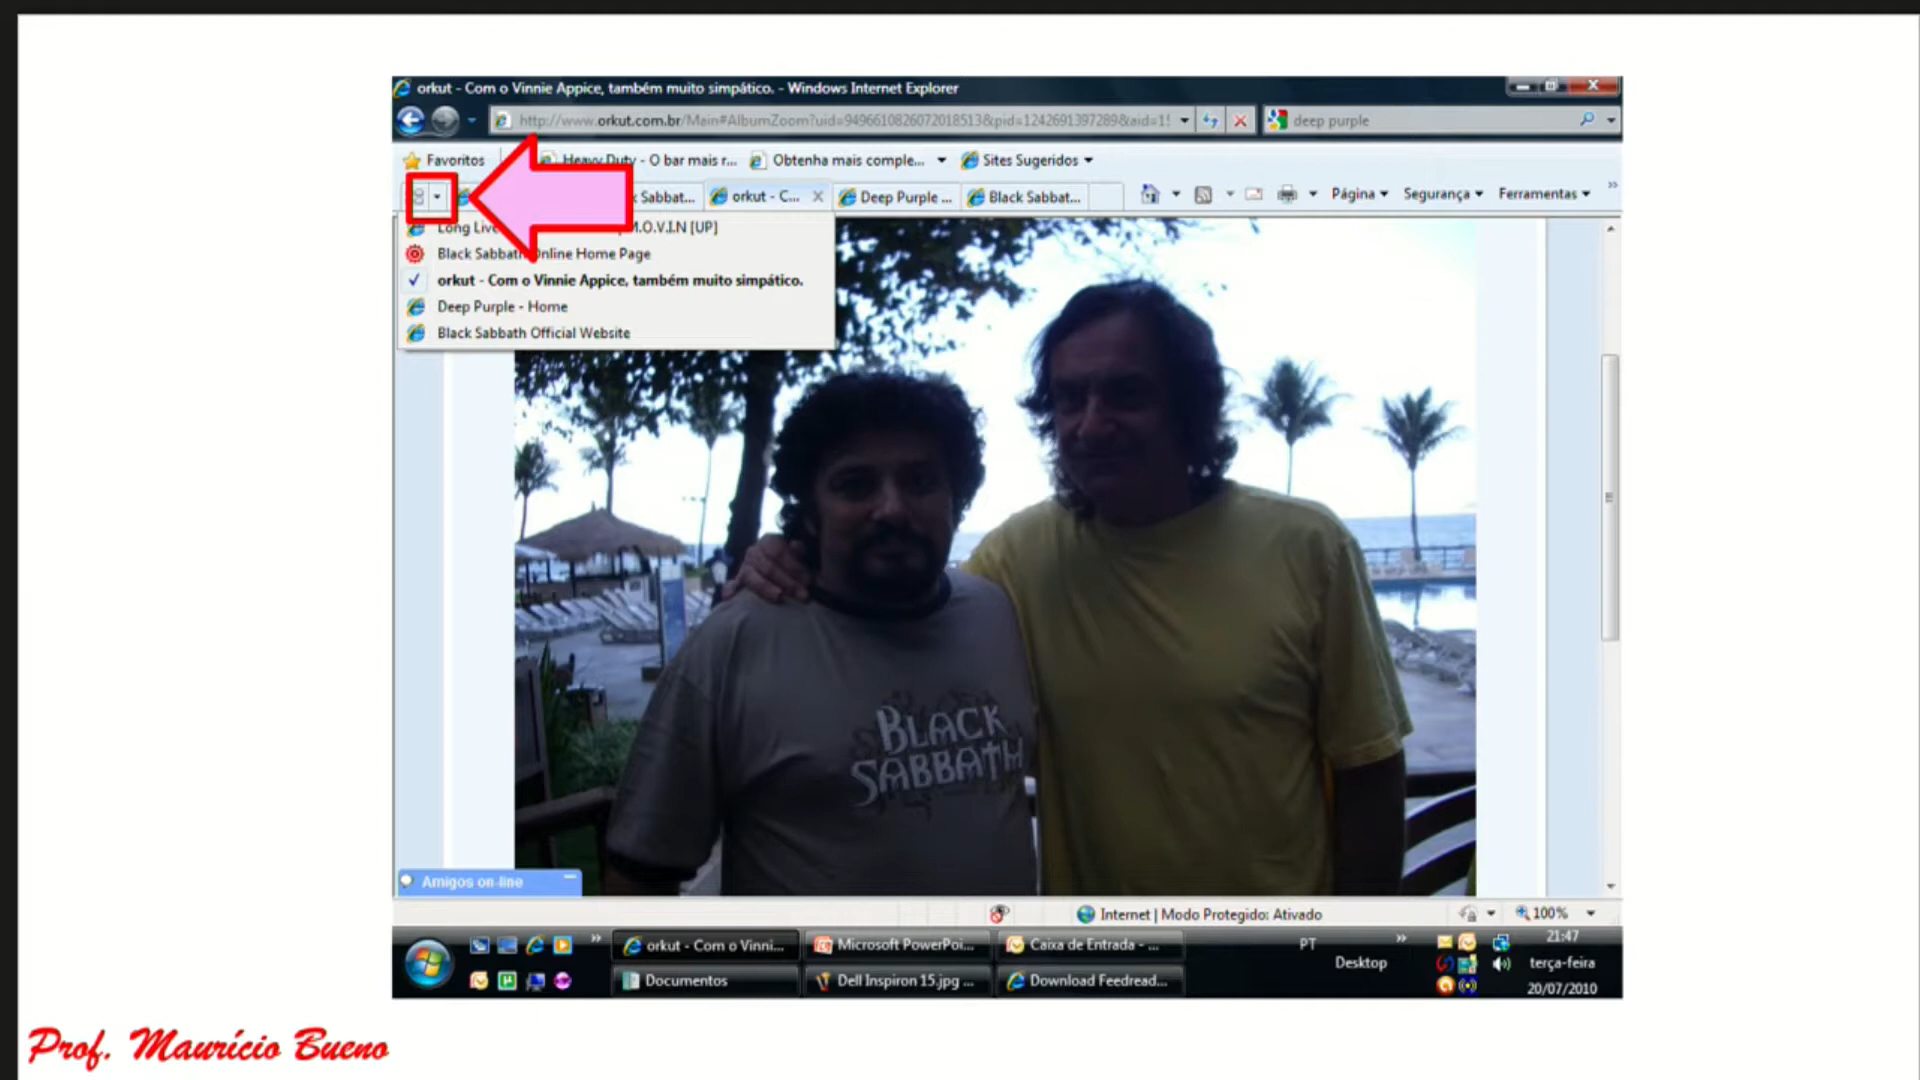 orkut - Com o Vinnie Appice, também muito simpático. - Windows Internet Explorer
http://www.orkut.com.br/Main#AlbumZoom?uid=9496610826072018513&pid=1242691397289&aid=1
deep purple
Favoritos
Heavy Duty - O bar mais r...
Obtenha mais comple...
Sites Sugeridos
Sabbat...
orkut - C...
Deep Purple ...
Black Sabbat...
Página
Segurança
Ferramentas
Long Live M.O.V.I.N [UP]
Black Sabbath Online Home Page
orkut - Com o Vinnie Appice, também muito simpático.
Deep Purple - Home
Black Sabbath Official Website
BLACK
SABBATH
Amigos on-line
Internet | Modo Protegido: Ativado
100%
orkut - Com o Vinni...
Microsoft PowerPoi...
Caixa de Entrada - ...
PT
21:47
Desktop
terça-feira
Documentos
Dell Inspiron 15.jpg ...
Download Feedread...
20/07/2010
Prof. Maurício Bueno